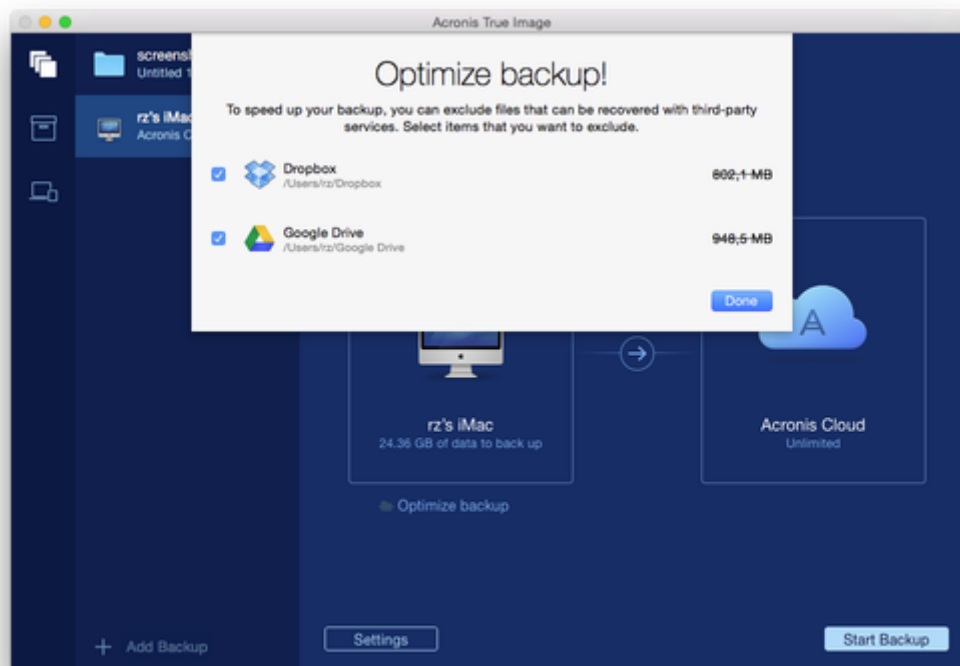 Acronis True Image
screens
Untitled 1
rz's iMac
Acronis C
Optimize backup!
To speed up your backup, you can exclude files that can be recovered with third-party
services. Select items that you want to exclude.
Dropbox
/Users/rz/Dropbox
802,1 MB
Google Drive
/Users/rz/Google Drive
948,5 MB
Done
rz's iMac
24.36 GB of data to back up
Acronis Cloud
Unlimited
Optimize backup
Add Backup
Settings
Start Backup